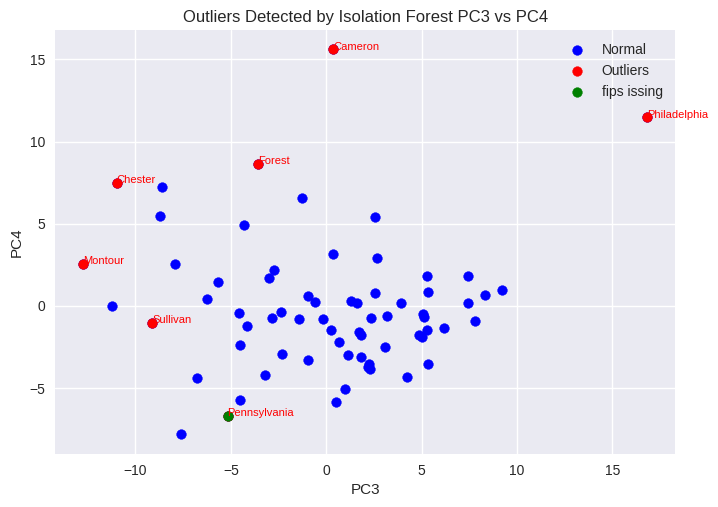 Outliers Detected by Isolation Forest PC3 vs PC4
Normal
Outliers
fips issing
Cameron
Philadelphia
Forest
Chester
Montour
Sullivan
Pennsylvania
15
10
5
0
−5
PC4
−10
−5
0
5
10
15
PC3